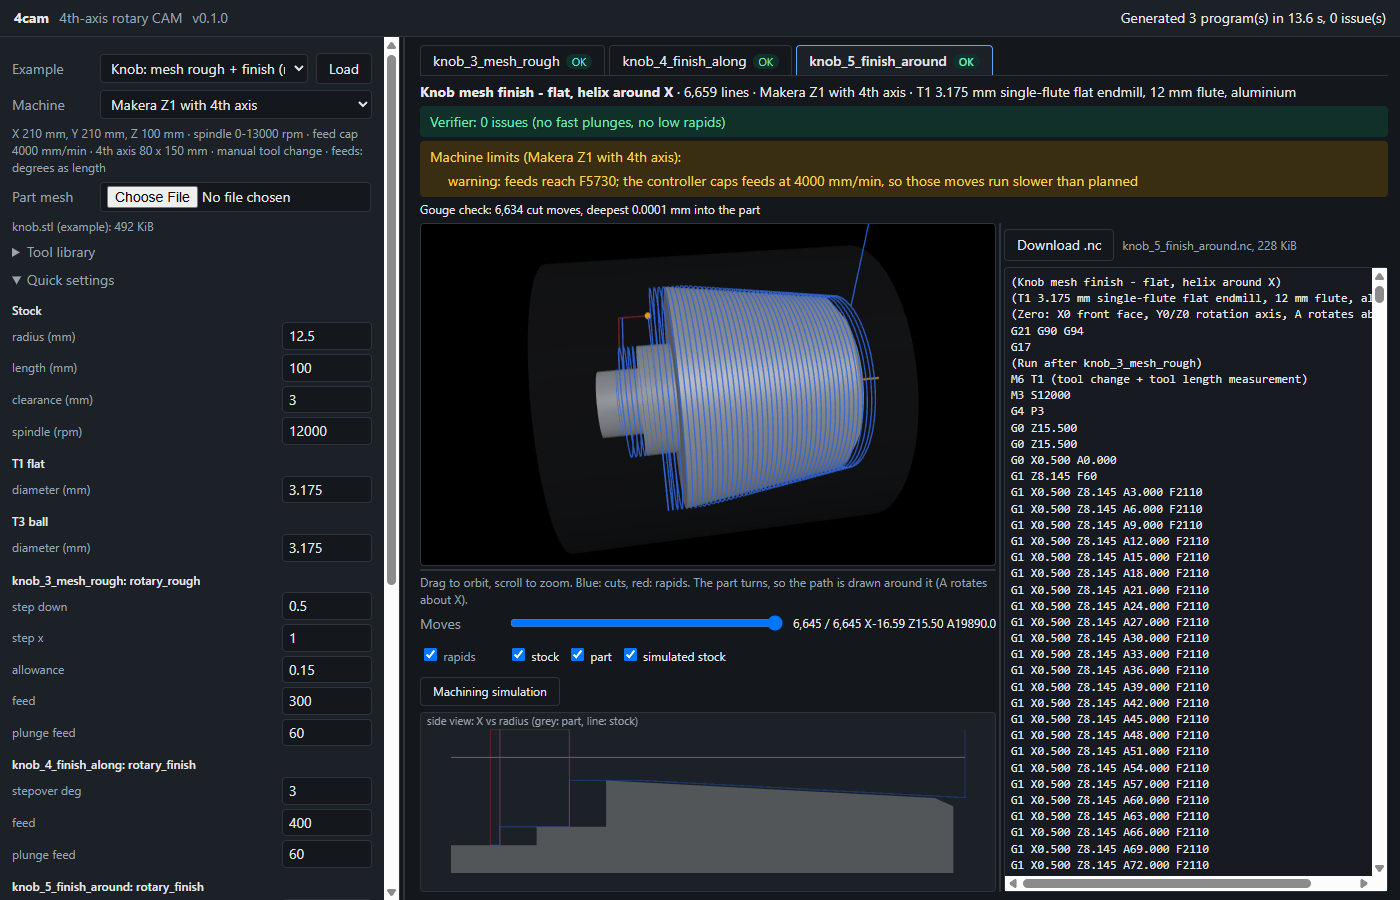 4cam 4th-axis rotary CAM v0.1.0
Generated 3 program(s) in 13.6 s, 0 issue(s)
Example
Knob: mesh rough + finish (
Load
Machine
Makera Z1 with 4th axis
X 210 mm, Y 210 mm, Z 100 mm · spindle 0-13000 rpm · feed cap
4000 mm/min · 4th axis 80 x 150 mm · manual tool change · feeds:
degrees as length
Part mesh
Choose File No file chosen
knob.stl (example): 492 KiB
Tool library
Quick settings
Stock
radius (mm) 12.5
length (mm) 100
clearance (mm) 3
spindle (rpm) 12000
T1 flat
diameter (mm) 3.175
T3 ball
diameter (mm) 3.175
knob_3_mesh_rough: rotary_rough
step down 0.5
step x 1
allowance 0.15
feed 300
plunge feed 60
knob_4_finish_along: rotary_finish
stepover deg 3
feed 400
plunge feed 60
knob_5_finish_around: rotary_finish
knob_3_mesh_rough OK
knob_4_finish_along OK
knob_5_finish_around OK
Knob mesh finish - flat, helix around X · 6,659 lines · Makera Z1 with 4th axis · T1 3.175 mm single-flute flat endmill, 12 mm flute, aluminium
Verifier: 0 issues (no fast plunges, no low rapids)
Machine limits (Makera Z1 with 4th axis):
warning: feeds reach F5730; the controller caps feeds at 4000 mm/min, so those moves run slower than planned
Gouge check: 6,634 cut moves, deepest 0.0001 mm into the part
Drag to orbit, scroll to zoom. Blue: cuts, red: rapids. The part turns, so the path is drawn around it (A rotates
about X).
Moves 6,645 / 6,645 X-16.59 Z15.50 A19890.0
rapids stock part simulated stock
Machining simulation
side view: X vs radius (grey: part, line: stock)
Download .nc knob_5_finish_around.nc, 228 KiB
(Knob mesh finish - flat, helix around X)
(T1 3.175 mm single-flute flat endmill, 12 mm flute, al
(Zero: X0 front face, Y0/Z0 rotation axis, A rotates ab
G21 G90 G94
G17
(Run after knob_3_mesh_rough)
M6 T1 (tool change + tool length measurement)
M3 S12000
G4 P3
G0 Z15.500
G0 Z15.500
G0 X0.500 A0.000
G1 Z8.145 F60
G1 X0.500 Z8.145 A3.000 F2110
G1 X0.500 Z8.145 A6.000 F2110
G1 X0.500 Z8.145 A9.000 F2110
G1 X0.500 Z8.145 A12.000 F2110
G1 X0.500 Z8.145 A15.000 F2110
G1 X0.500 Z8.145 A18.000 F2110
G1 X0.500 Z8.145 A21.000 F2110
G1 X0.500 Z8.145 A24.000 F2110
G1 X0.500 Z8.145 A27.000 F2110
G1 X0.500 Z8.145 A30.000 F2110
G1 X0.500 Z8.145 A33.000 F2110
G1 X0.500 Z8.145 A36.000 F2110
G1 X0.500 Z8.145 A39.000 F2110
G1 X0.500 Z8.145 A42.000 F2110
G1 X0.500 Z8.145 A45.000 F2110
G1 X0.500 Z8.145 A48.000 F2110
G1 X0.500 Z8.145 A51.000 F2110
G1 X0.500 Z8.145 A54.000 F2110
G1 X0.500 Z8.145 A57.000 F2110
G1 X0.500 Z8.145 A60.000 F2110
G1 X0.500 Z8.145 A63.000 F2110
G1 X0.500 Z8.145 A66.000 F2110
G1 X0.500 Z8.145 A69.000 F2110
G1 X0.500 Z8.145 A72.000 F2110